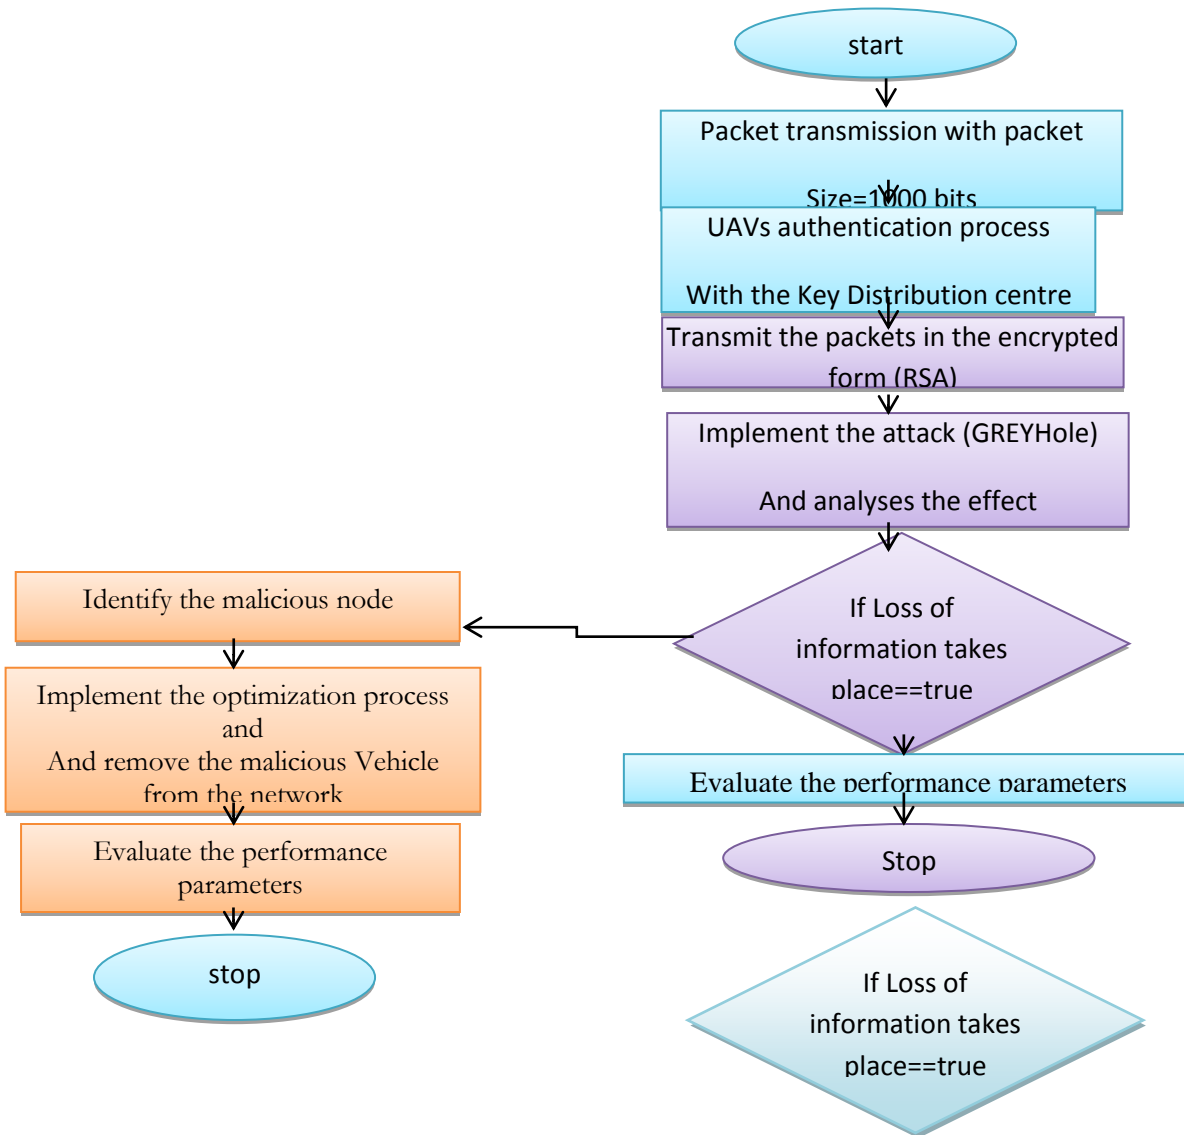 start
Packet transmission with packet
Size=1000 bits
UAVs authentication process
With the Key Distribution centre
Transmit the packets in the encrypted
form (RSA)
Implement the attack (GREYHole)
And analyses the effect
If Loss of
information takes
place==true
Identify the malicious node
Implement the optimization process
and
And remove the malicious Vehicle
from the network
Evaluate the performance
parameters
stop
Evaluate the performance parameters
Stop
If Loss of
information takes
place==true